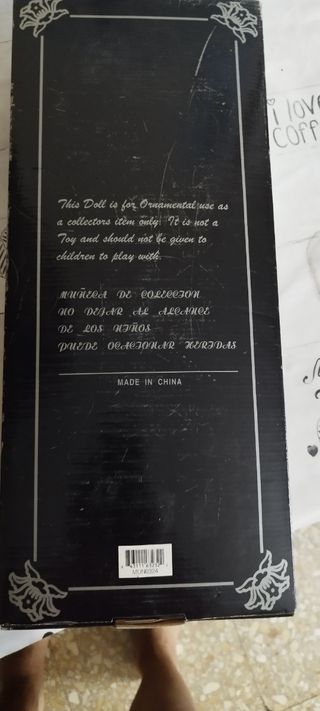 i love
coff
This Doll is for Ornamental use as
a collectors item only. It is not a
Toy and should not be given to
children to play with.
MUÑECA DE COLECCION
NO DEJAR AL ALCANCE
DE LOS NIÑOS
PUEDE OCACIONAR HERIDAS
MADE IN CHINA